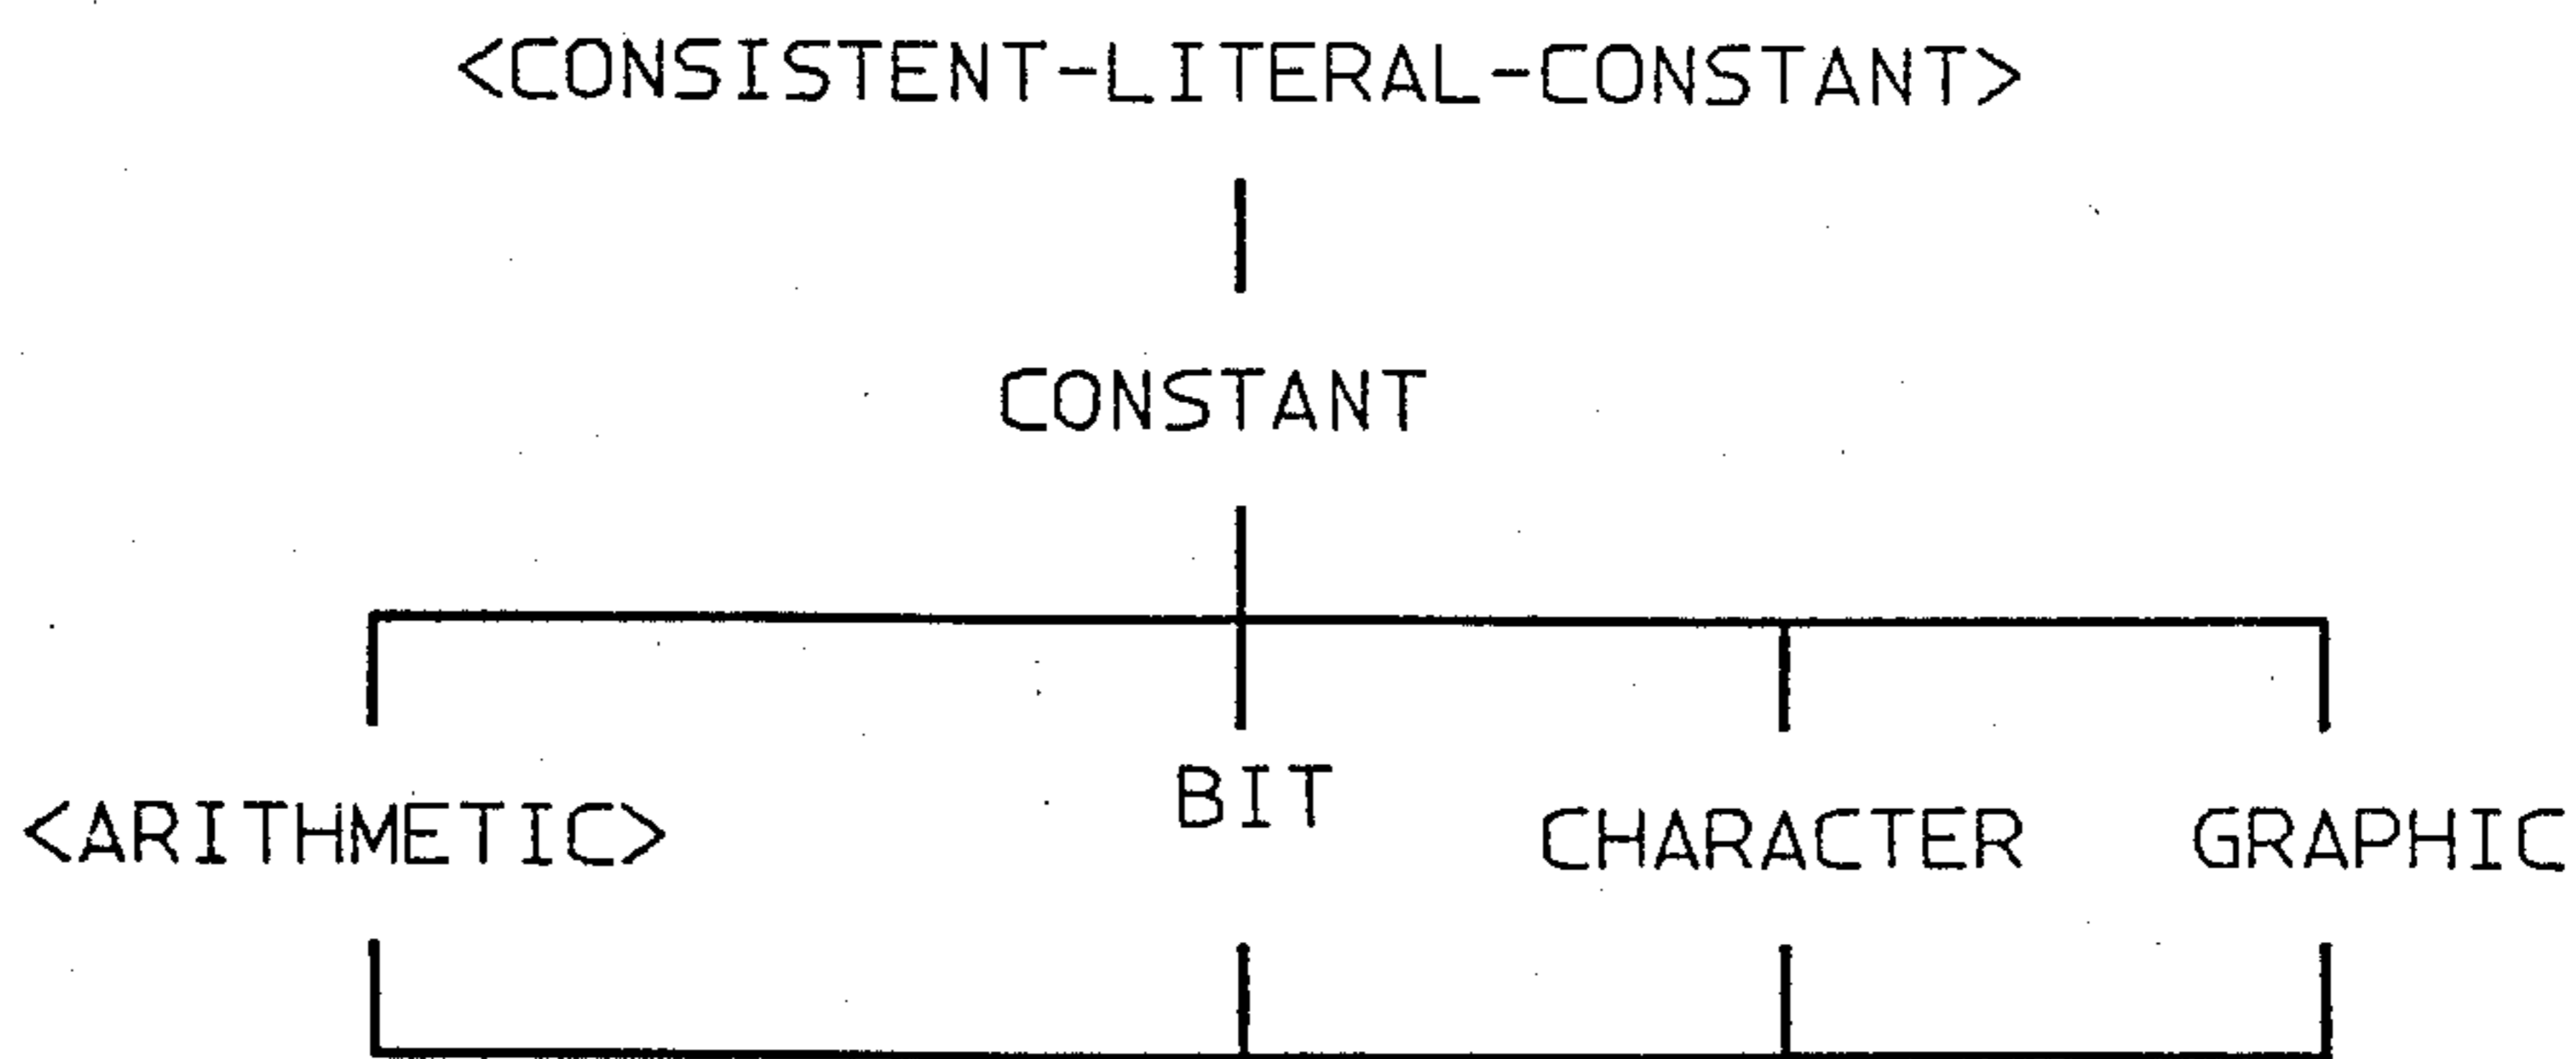 <CONSISTENT-LITERAL-CONSTANT>
CONSTANT
<ARITHMETIC> BIT CHARACTER GRAPHIC